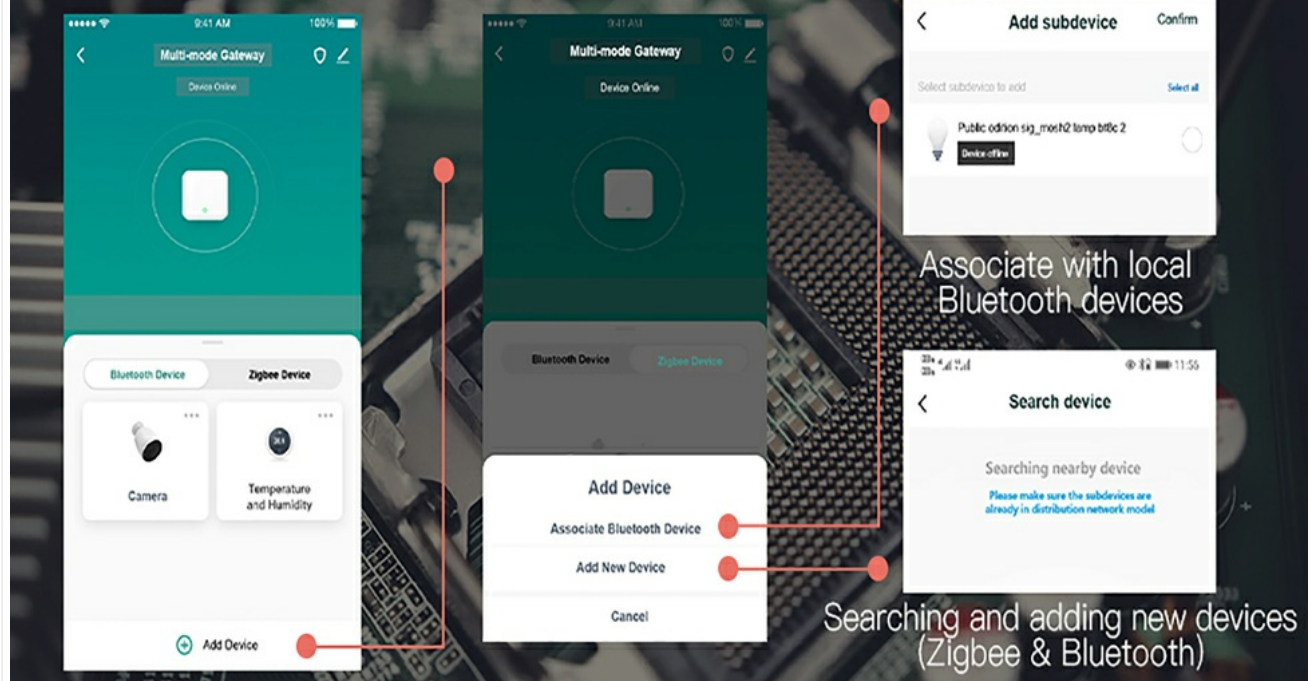 9:41 AM
100%
Multi-mode Gateway
Device Online
Bluetooth Device
Zigbee Device
Camera
Temperature
and Humidity
Add Device
9:41 AM
100%
Multi-mode Gateway
Device Online
Bluetooth Device
Zigbee Device
Add Device
Associate Bluetooth Device
Add New Device
Cancel
Add subdevice
Confirm
Select subdevice to add
Select all
Public odition sig_mosh2 lamp bt8c 2
Device offline
Associate with local
Bluetooth devices
11:55
Search device
Searching nearby device
Please make sure the subdevices are
already in distribution network model
Searching and adding new devices
(Zigbee & Bluetooth)